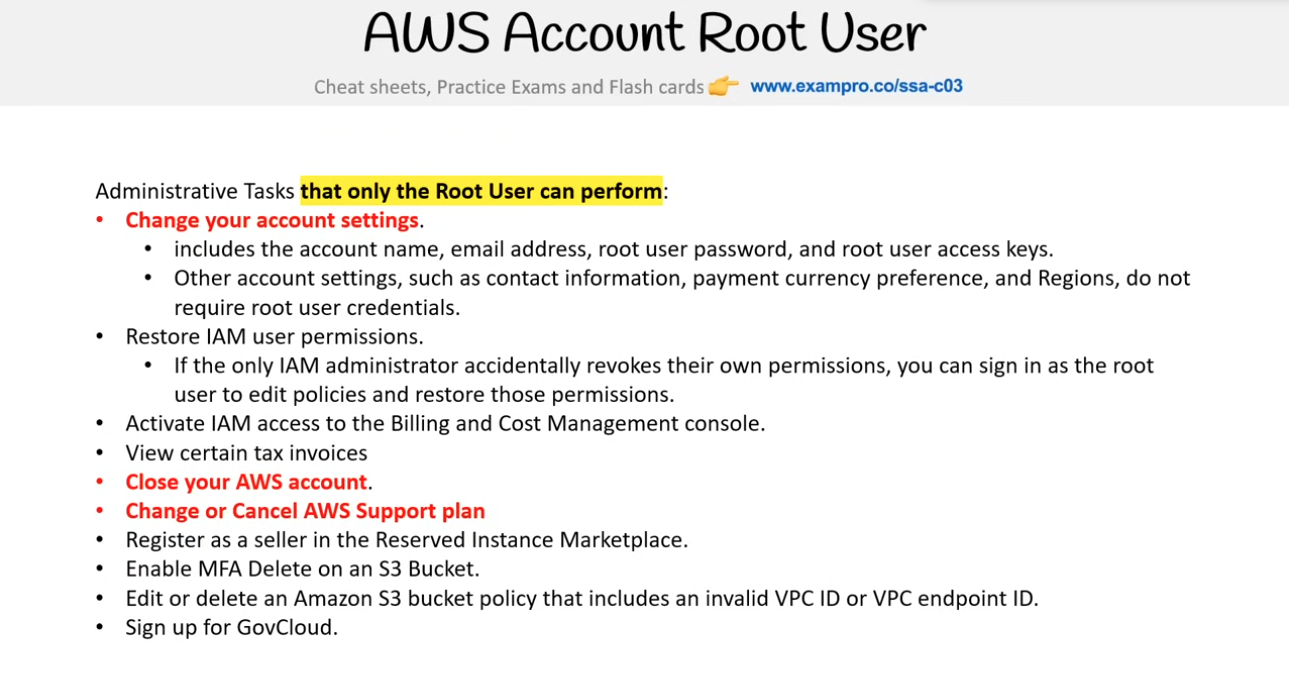 AWS Account Root User
Cheat sheets, Practice Exams and Flash cards 👉 www.exampro.co/ssa-c03
Administrative Tasks that only the Root User can perform:
• Change your account settings.
• includes the account name, email address, root user password, and root user access keys.
• Other account settings, such as contact information, payment currency preference, and Regions, do not
require root user credentials.
• Restore IAM user permissions.
• If the only IAM administrator accidentally revokes their own permissions, you can sign in as the root
user to edit policies and restore those permissions.
• Activate IAM access to the Billing and Cost Management console.
• View certain tax invoices
• Close your AWS account.
• Change or Cancel AWS Support plan
• Register as a seller in the Reserved Instance Marketplace.
• Enable MFA Delete on an S3 Bucket.
• Edit or delete an Amazon S3 bucket policy that includes an invalid VPC ID or VPC endpoint ID.
• Sign up for GovCloud.